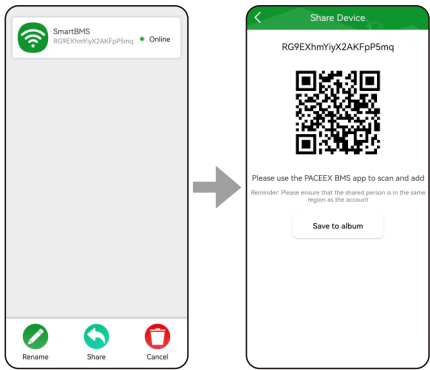 SmartBMS
RG9EXhmYiyX2AKFpP5mq
Online
Rename
Share
Cancel
Share Device
RG9EXhmYiyX2AKFpP5mq
Please use the PACEEX BMS app to scan and add
Reminder: Please ensure that the shared person is in the same
region as the account
Save to album